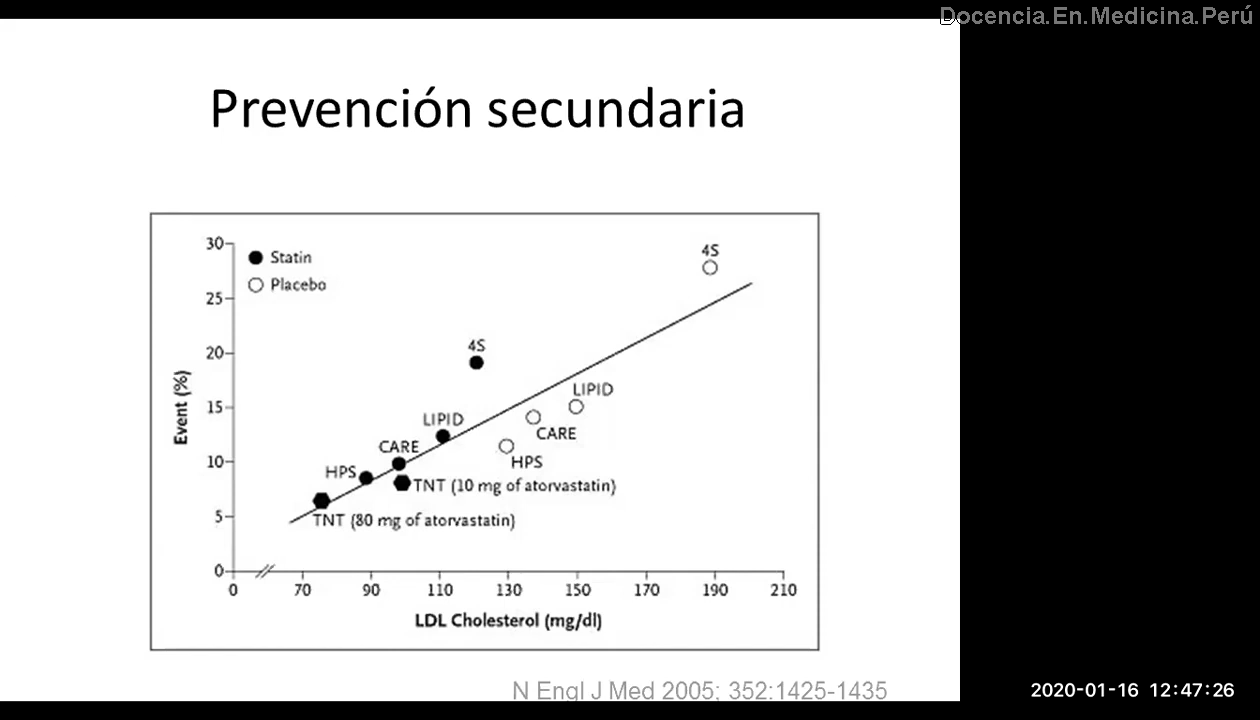 Docencia.En.Medicina.Perú
Prevención secundaria
30
25
20
15
10
5
0
Event (%)
Statin
Placebo
4S
4S
LIPID
LIPID
CARE
CARE
HPS
HPS
TNT (10 mg of atorvastatin)
TNT (80 mg of atorvastatin)
0 70 90 110 130 150 170 190 210
LDL Cholesterol (mg/dl)
N Engl J Med 2005; 352:1425-1435
2020-01-16 12:47:26